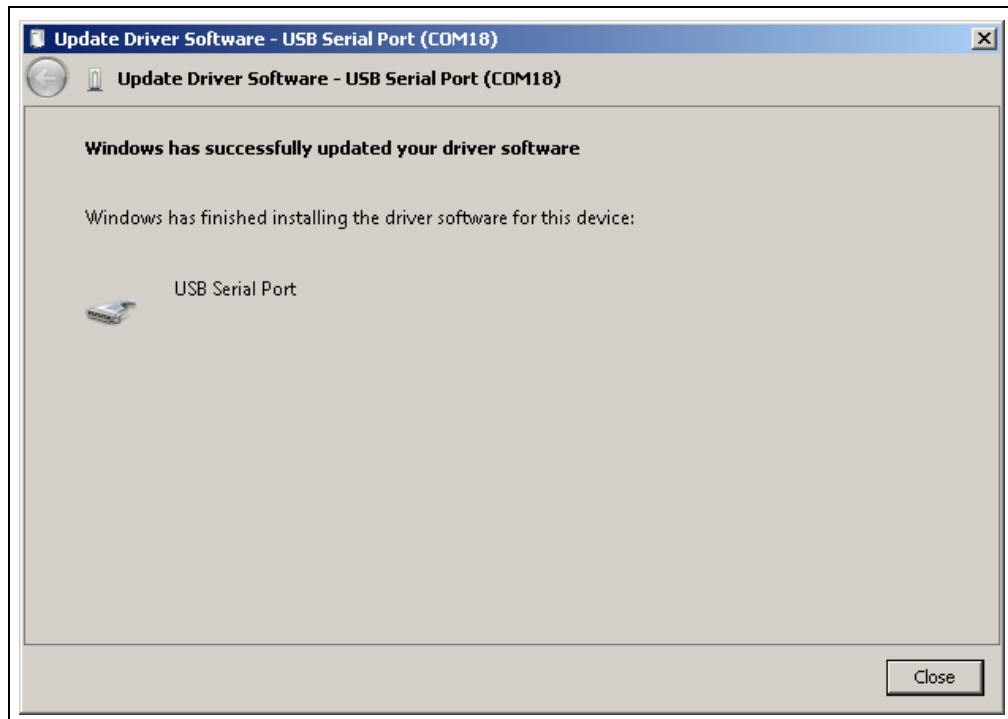 Update Driver Software - USB Serial Port (COM18)
Update Driver Software - USB Serial Port (COM18)
Windows has successfully updated your driver software
Windows has finished installing the driver software for this device:
USB Serial Port
Close